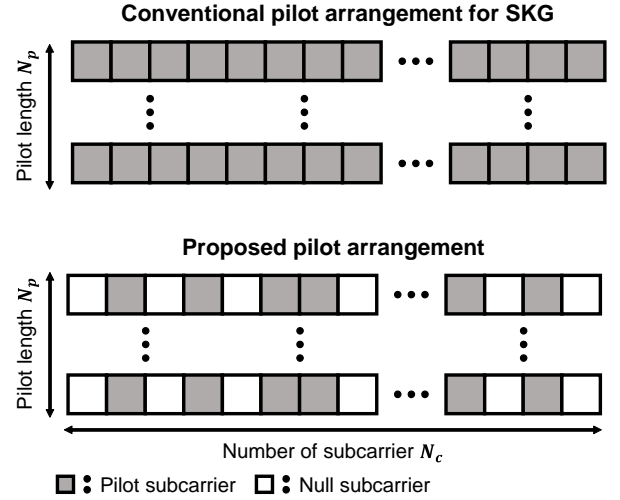 Conventional pilot arrangement for SKG
Pilot length N_p
Proposed pilot arrangement
Pilot length N_p
Number of subcarrier N_c
Pilot subcarrier
Null subcarrier